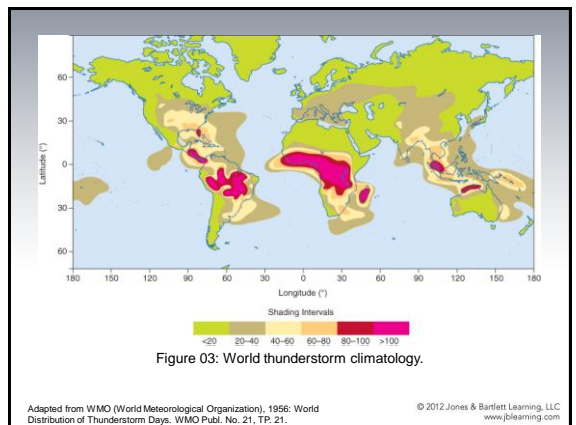 60
30
0
30
60
Latitude (°)
180 150 120 90 60 30 0 30 60 90 120 150 180
Longitude (°)
Shading Intervals
<20 20–40 40–60 60–80 80–100 >100
Figure 03: World thunderstorm climatology.
Adapted from WMO (World Meteorological Organization), 1956: World
Distribution of Thunderstorm Days. WMO Publ. No. 21, TP. 21.
© 2012 Jones & Bartlett Learning, LLC
www.jblearning.com